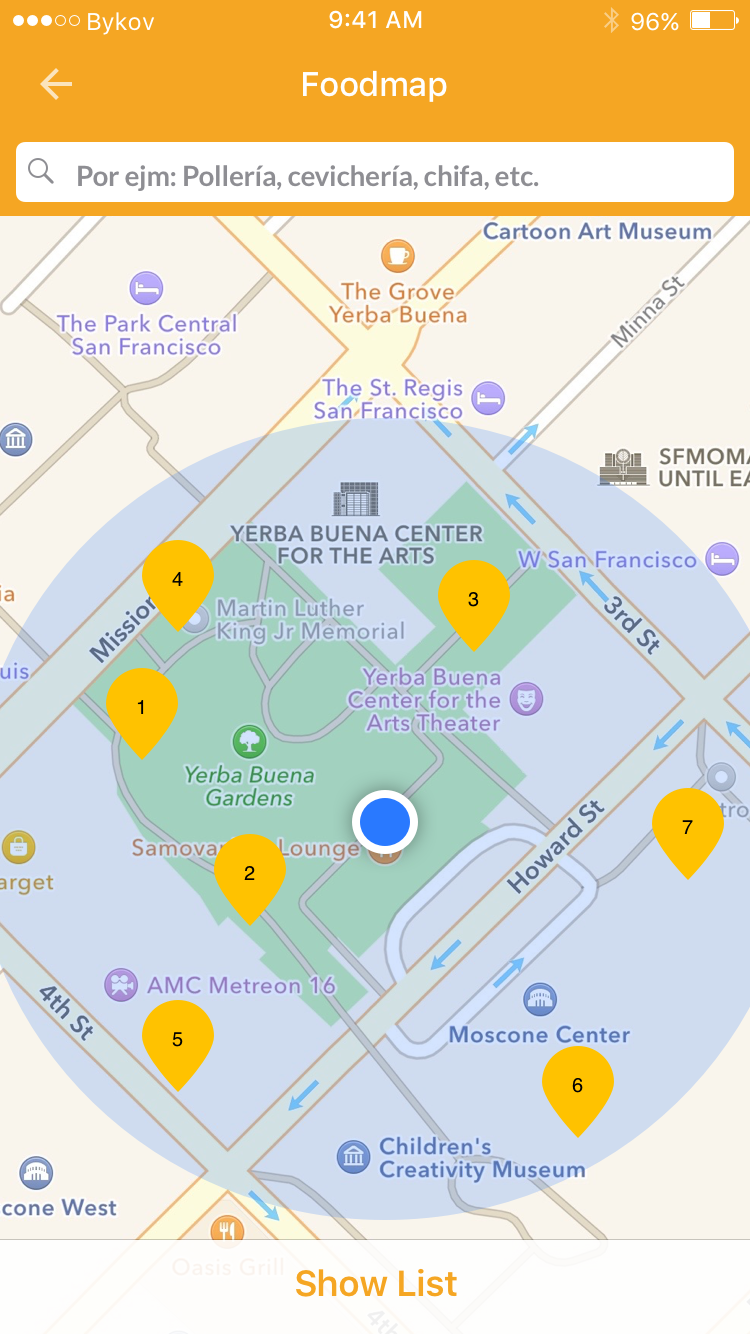 Bykov 9:41 AM 96%
Foodmap
Por ejm: Pollería, cevichería, chifa, etc.
Cartoon Art Museum
The Grove
Yerba Buena
Minna St
The Park Central
San Francisco
The St. Regis
San Francisco
SFMOMA
UNTIL EA
YERBA BUENA CENTER
FOR THE ARTS
W San Francisco
4
3
ia
Mission
Martin Luther
King Jr Memorial
3rd St
uis
Yerba Buena
Center for the
Arts Theater
1
Yerba Buena
Gardens
tro
7
Samova
Lounge
Howard St
2
arget
AMC Metreon 16
4th St
5
Moscone Center
6
Children's
Creativity Museum
cone West
Oasis Grill
Show List
4th